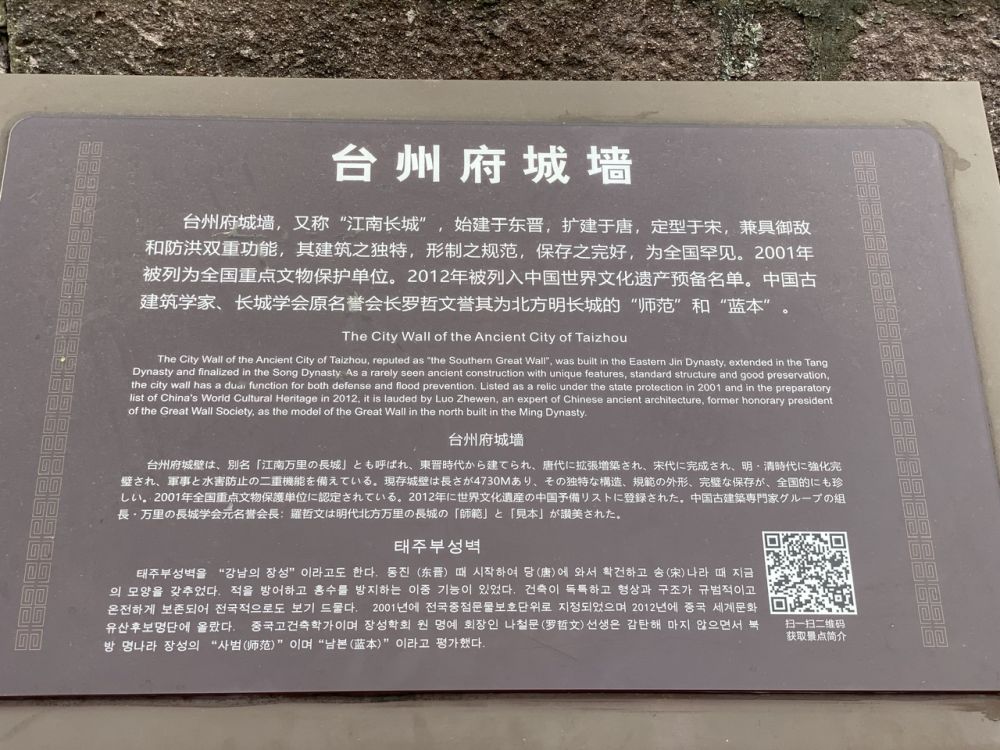 台州府城墙
台州府城墙，又称“江南长城”，始建于东晋，扩建于唐，定型于宋，兼具御敌
和防洪双重功能，其建筑之独特，形制之规范，保存之完好，为全国罕见。2001年
被列为全国重点文物保护单位。2012年被列入中国世界文化遗产预备名单。中国古
建筑学家、长城学会原名誉会长罗哲文誉其为北方明长城的“师范”和“蓝本”。
The City Wall of the Ancient City of Taizhou
The City Wall of the Ancient City of Taizhou, reputed as “the Southern Great Wall”, was built in the Eastern Jin Dynasty, extended in the Tang
Dynasty and finalized in the Song Dynasty. As a rarely seen ancient construction with unique features, standard structure and good preservation,
the city wall has a dual function for both defense and flood prevention. Listed as a relic under the state protection in 2001 and in the preparatory
list of China's World Cultural Heritage in 2012, it is lauded by Luo Zhewen, an expert of Chinese ancient architecture, former honorary president
of the Great Wall Society, as the model of the Great Wall in the north built in the Ming Dynasty.
台州府城墙
台州府城壁は、別名「江南万里の長城」とも呼ばれ、東晋時代から建てられ、唐代に拡張増築され、宋代に完成され、明・清時代に強化完
璧され、軍事と水害防止の二重機能を備えている。現存城壁は長さが4730Mあり、その独特な構造、規範の外形、完璧な保存が、全国的にも珍
しい。2001年全国重点文物保護単位に認定されている。2012年に世界文化遺産の中国予備リストに登録された。中国古建築専門家グループの組
長・万里の長城学会元名誉会長：羅哲文は明代北方万里の長城の「師範」と「見本」が讃美された。
태주부성벽
태주부성벽을 “강남의 장성”이라고도 한다. 동진 (东晋) 때 시작하여 당(唐)에 와서 확건하고 송(宋)나라 때 지금
의 모양을 갖추었다. 적을 방어하고 홍수를 방지하는 이중 기능이 있었다. 건축이 독특하고 형상과 구조가 규범적이고
온전하게 보존되어 전국적으로도 보기 드물다. 2001년에 전국중점문물보호단위로 지정되었으며 2012년에 중국 세계문화
유산후보명단에 올랐다. 중국고건축학가이며 장성학회 원 명예 회장인 나철문(罗哲文)선생은 감탄해 마지 않으면서 북
방 명나라 장성의 “사범(师范)”이며“남본(蓝本)”이라고 평가했다.
扫一扫二维码
获取景点简介